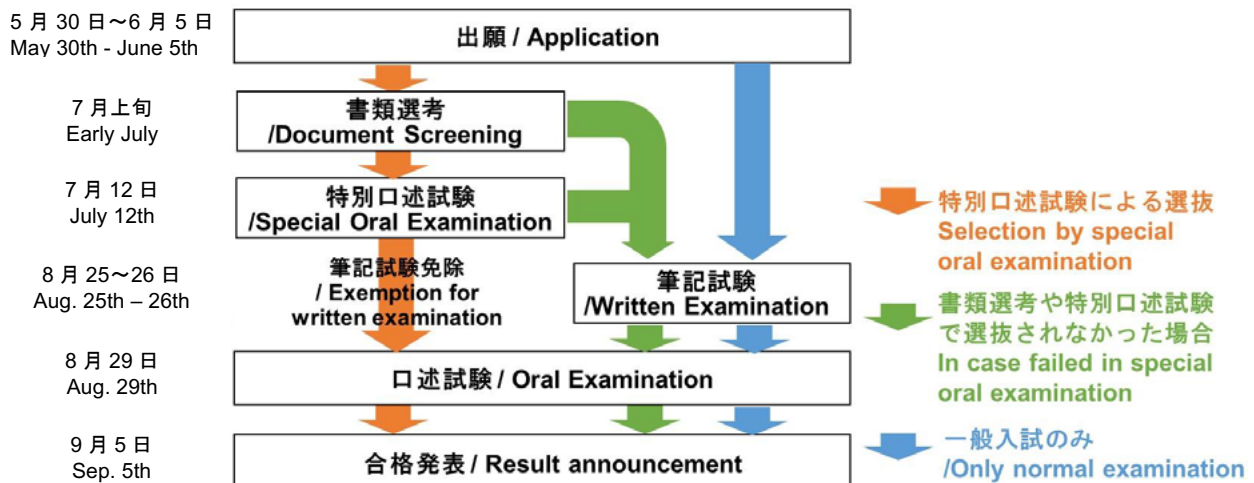 5 月 30 日～6 月 5 日
May 30th - June 5th
出願 / Application
7 月上旬
Early July
書類選考
/Document Screening
7 月 12 日
July 12th
特別口述試験
/Special Oral Examination
8 月 25～26 日
Aug. 25th – 26th
筆記試験免除
/ Exemption for
written examination
筆記試験
/Written Examination
8 月 29 日
Aug. 29th
口述試験 / Oral Examination
9 月 5 日
Sep. 5th
合格発表 / Result announcement
特別口述試験による選抜
Selection by special
oral examination
書類選考や特別口述試験
で選抜されなかった場合
In case failed in special
oral examination
一般入試のみ
/Only normal examination